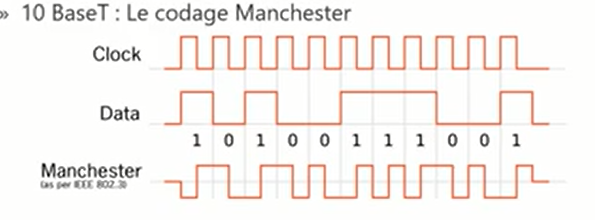 » 10 BaseT : Le codage Manchester
Clock
Data
1 0 1 0 0 1 1 1 0 0 1
Manchester
(as per IEEE 802.3)